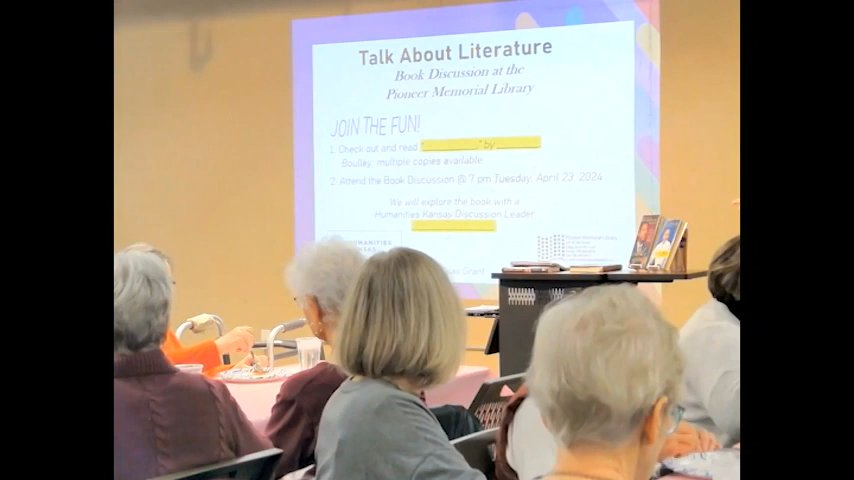 Talk About Literature
Book Discussion at the
Pioneer Memorial Library
JOIN THE FUN!
1: Check out and read " " by
Boulley; multiple copies available.
2: Attend the Book Discussion @ 7 pm Tuesday, April 23, 2024
We will explore the book with a
Humanities Kansas Discussion Leader,
HUMANITIES
Grant